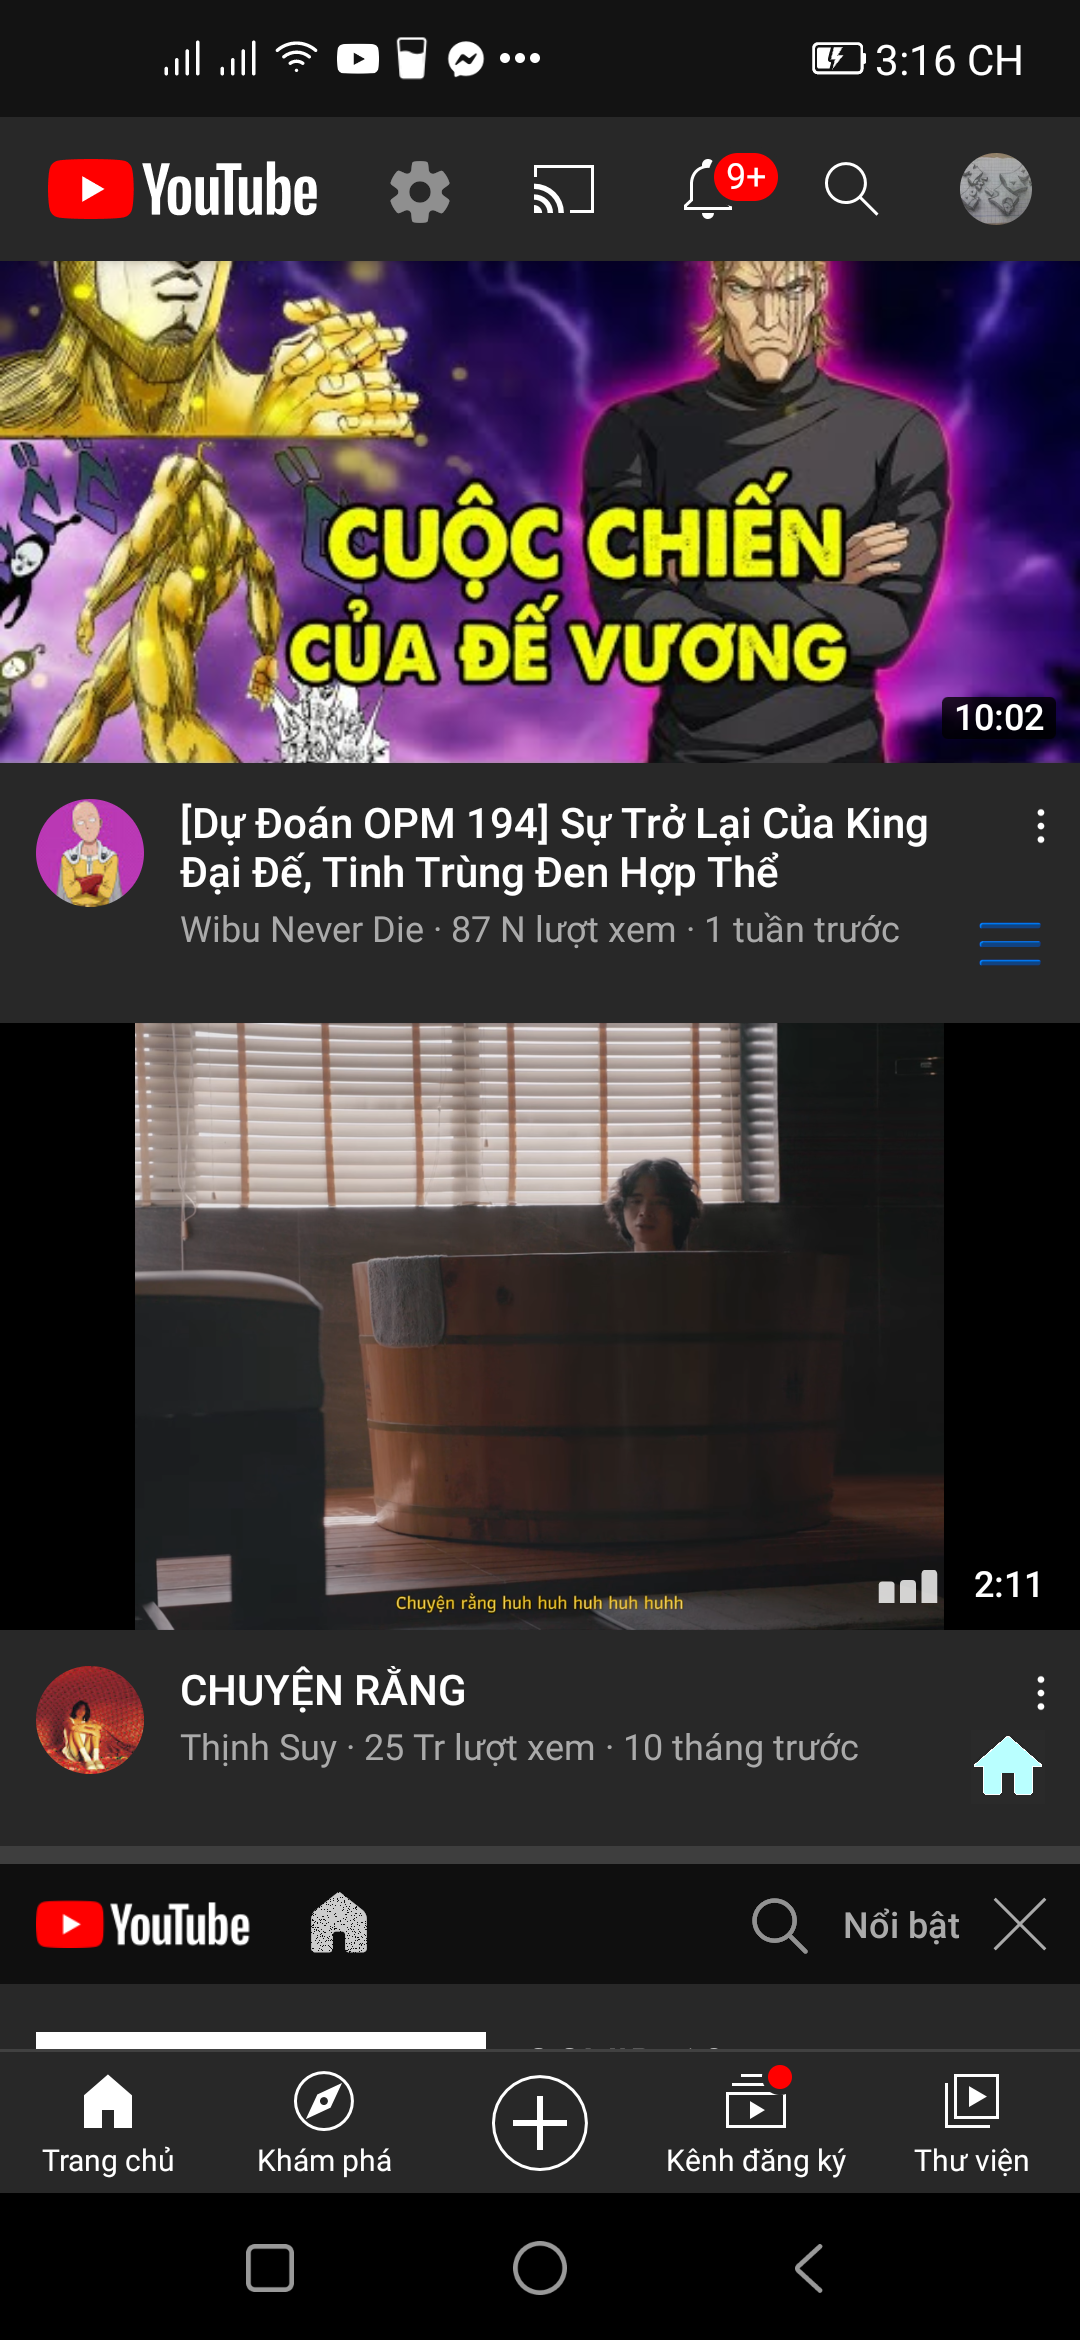 3:16 CH
YouTube
9+
CUỘC CHIẾN
CỦA ĐẾ VƯƠNG
10:02
[Dự Đoán OPM 194] Sự Trở Lại Của King
Đại Đế, Tinh Trùng Đen Hợp Thể
Wibu Never Die · 87 N lượt xem · 1 tuần trước
Chuyện rằng huh huh huh huh huhh
2:11
CHUYỆN RẰNG
Thịnh Suy · 25 Tr lượt xem · 10 tháng trước
YouTube
Nổi bật
Trang chủ
Khám phá
Kênh đăng ký
Thư viện